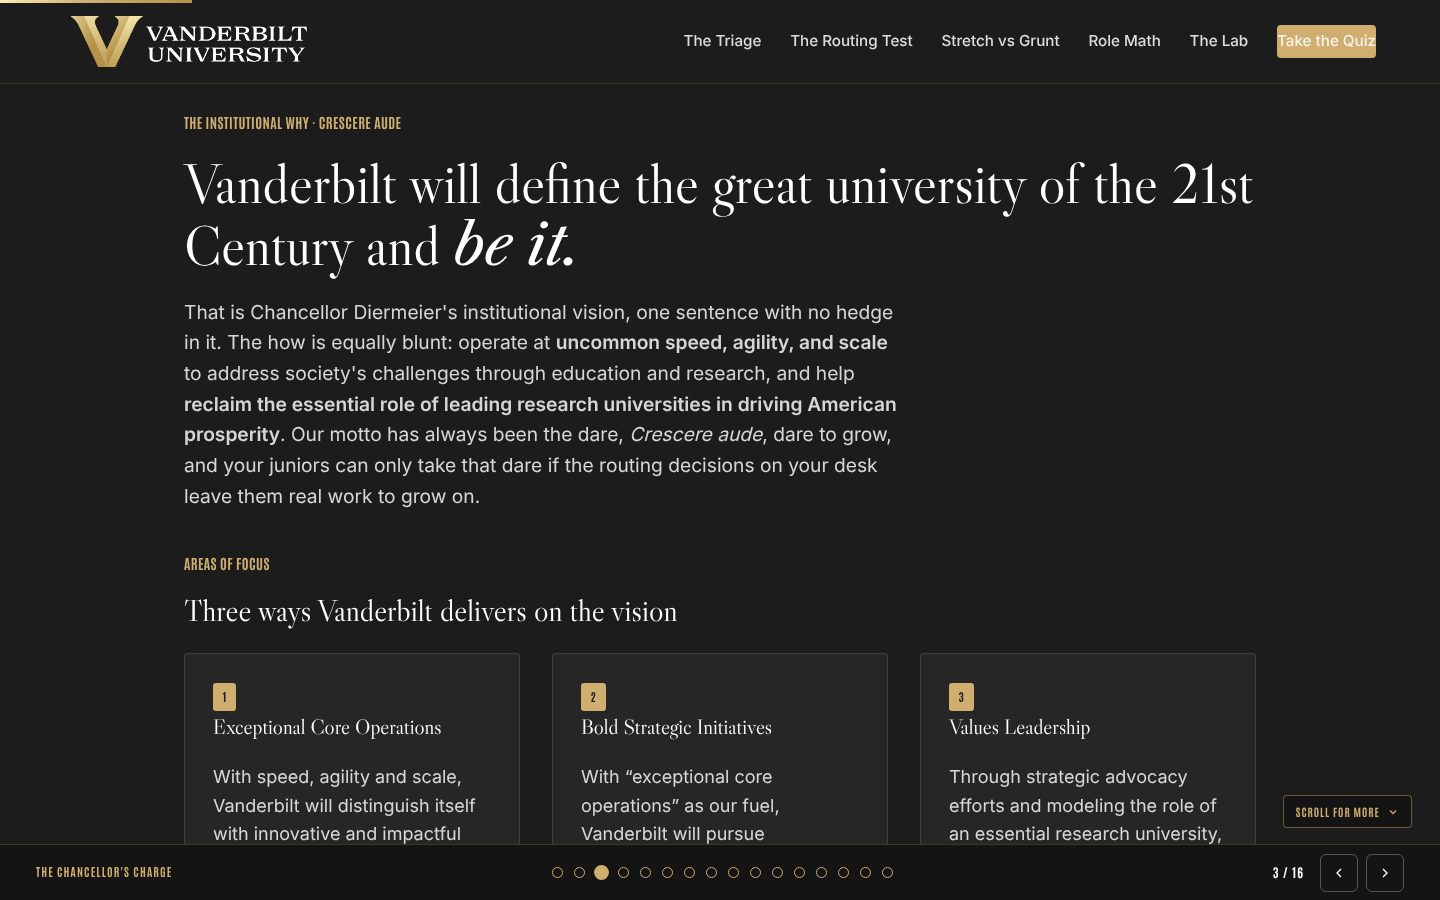 VANDERBILT
UNIVERSITY
The Triage
The Routing Test
Stretch vs Grunt
Role Math
The Lab
Take the Quiz
THE INSTITUTIONAL WHY · CRESCERE AUDE
Vanderbilt will define the great university of the 21st
Century and be it.
That is Chancellor Diermeier's institutional vision, one sentence with no hedge
in it. The how is equally blunt: operate at uncommon speed, agility, and scale
to address society's challenges through education and research, and help
reclaim the essential role of leading research universities in driving American
prosperity. Our motto has always been the dare, Crescere aude, dare to grow,
and your juniors can only take that dare if the routing decisions on your desk
leave them real work to grow on.
AREAS OF FOCUS
Three ways Vanderbilt delivers on the vision
1
Exceptional Core Operations
With speed, agility and scale,
Vanderbilt will distinguish itself
with innovative and impactful
2
Bold Strategic Initiatives
With “exceptional core
operations” as our fuel,
Vanderbilt will pursue
3
Values Leadership
Through strategic advocacy
efforts and modeling the role of
an essential research university,
SCROLL FOR MORE
THE CHANCELLOR'S CHARGE
3 / 16